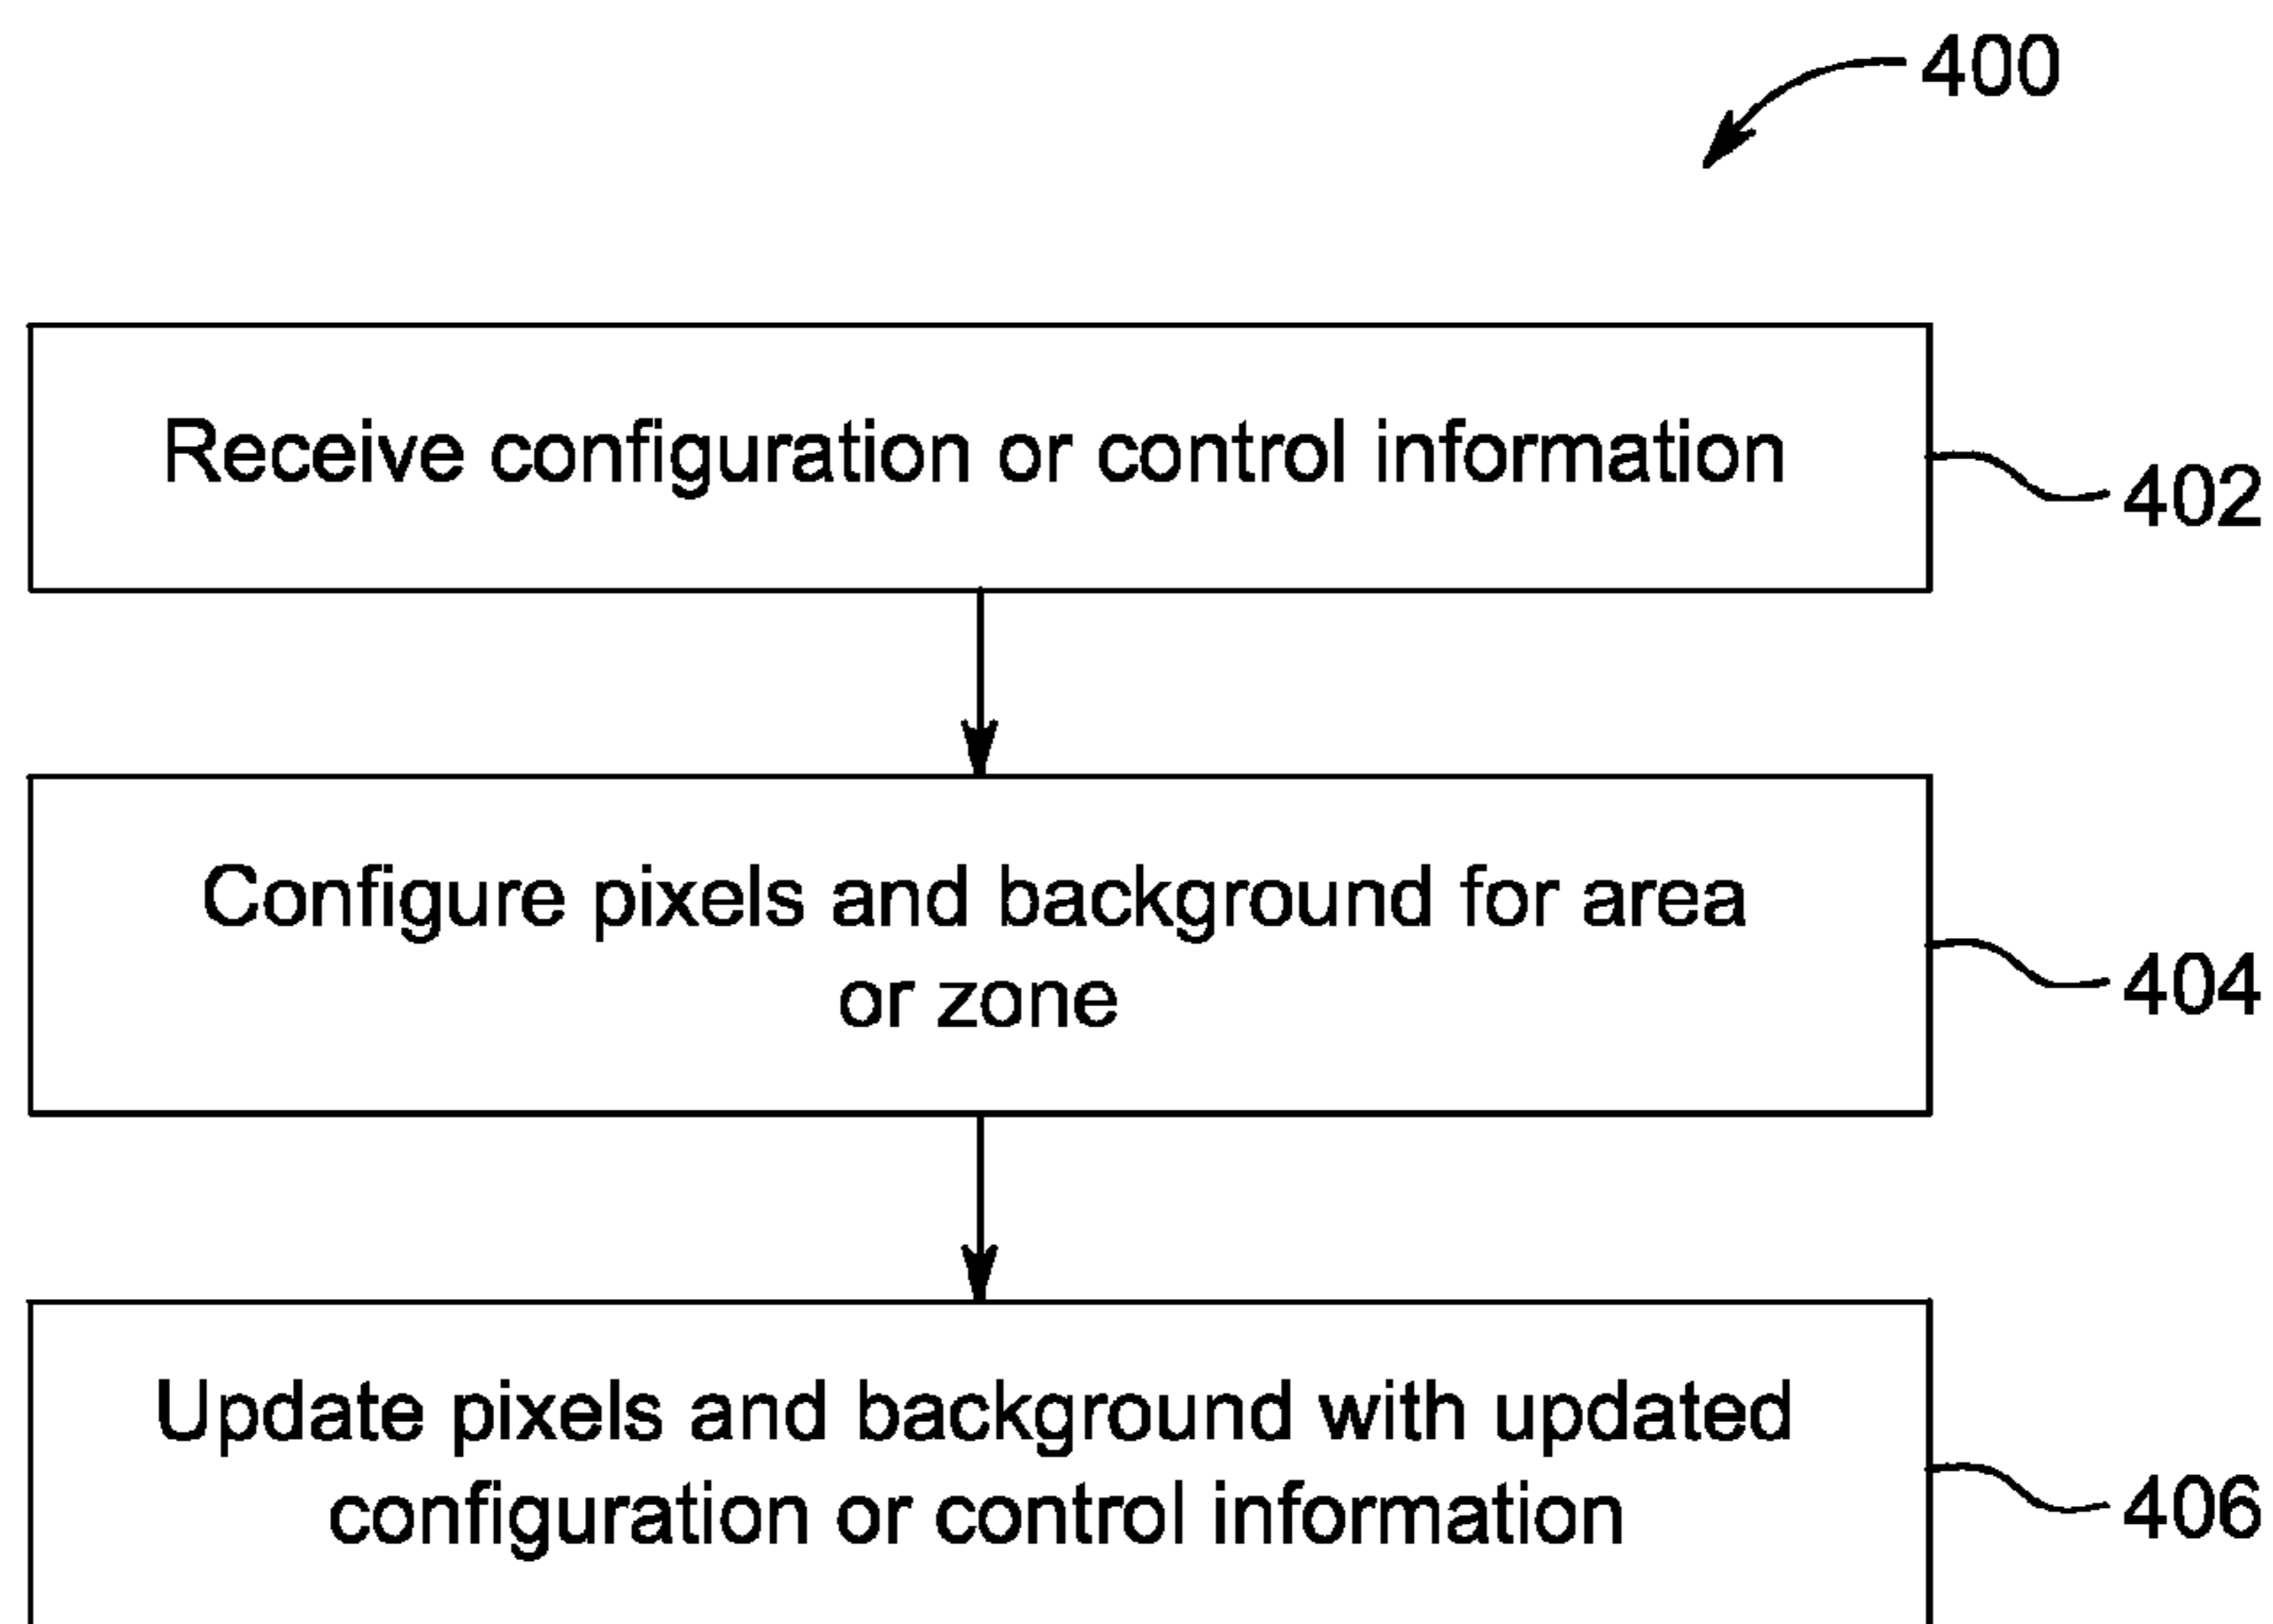 400
Receive configuration or control information
402
Configure pixels and background for area
or zone
404
Update pixels and background with updated
configuration or control information
406